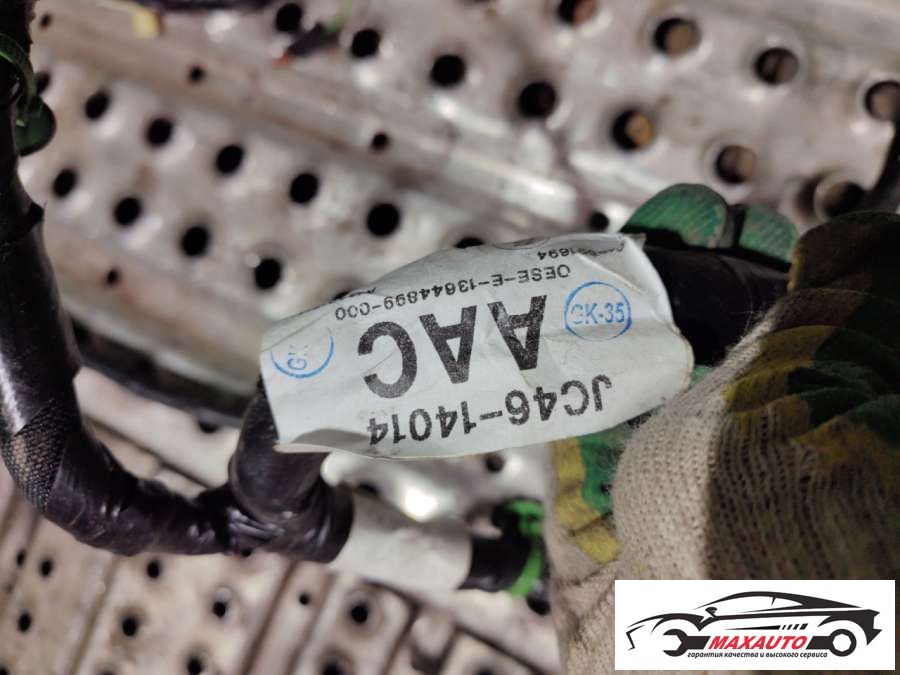 JC46-14014
AAC
GK-35
OESE-E-13644899-000
MAXAUTO
гарантия качества и высокого сервиса